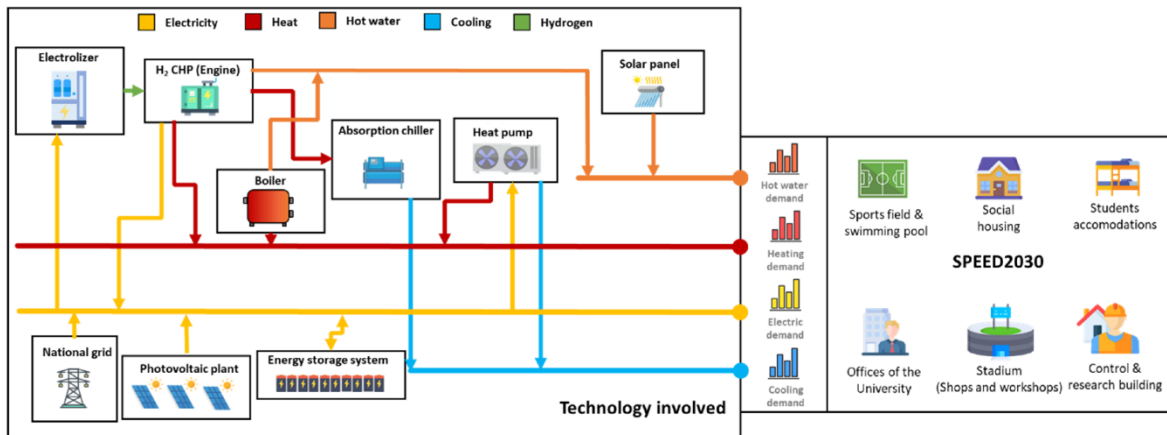 Electricity
Heat
Hot water
Cooling
Hydrogen
Electrolizer
H₂ CHP (Engine)
Solar panel
Absorption chiller
Heat pump
Boiler
National grid
Photovoltaic plant
Energy storage system
Technology involved
Hot water
demand
Heating
demand
Electric
demand
Cooling
demand
Sports field &
swimming pool
Social
housing
Students
accomodations
SPEED2030
Offices of the
University
Stadium
(Shops and workshops)
Control &
research building